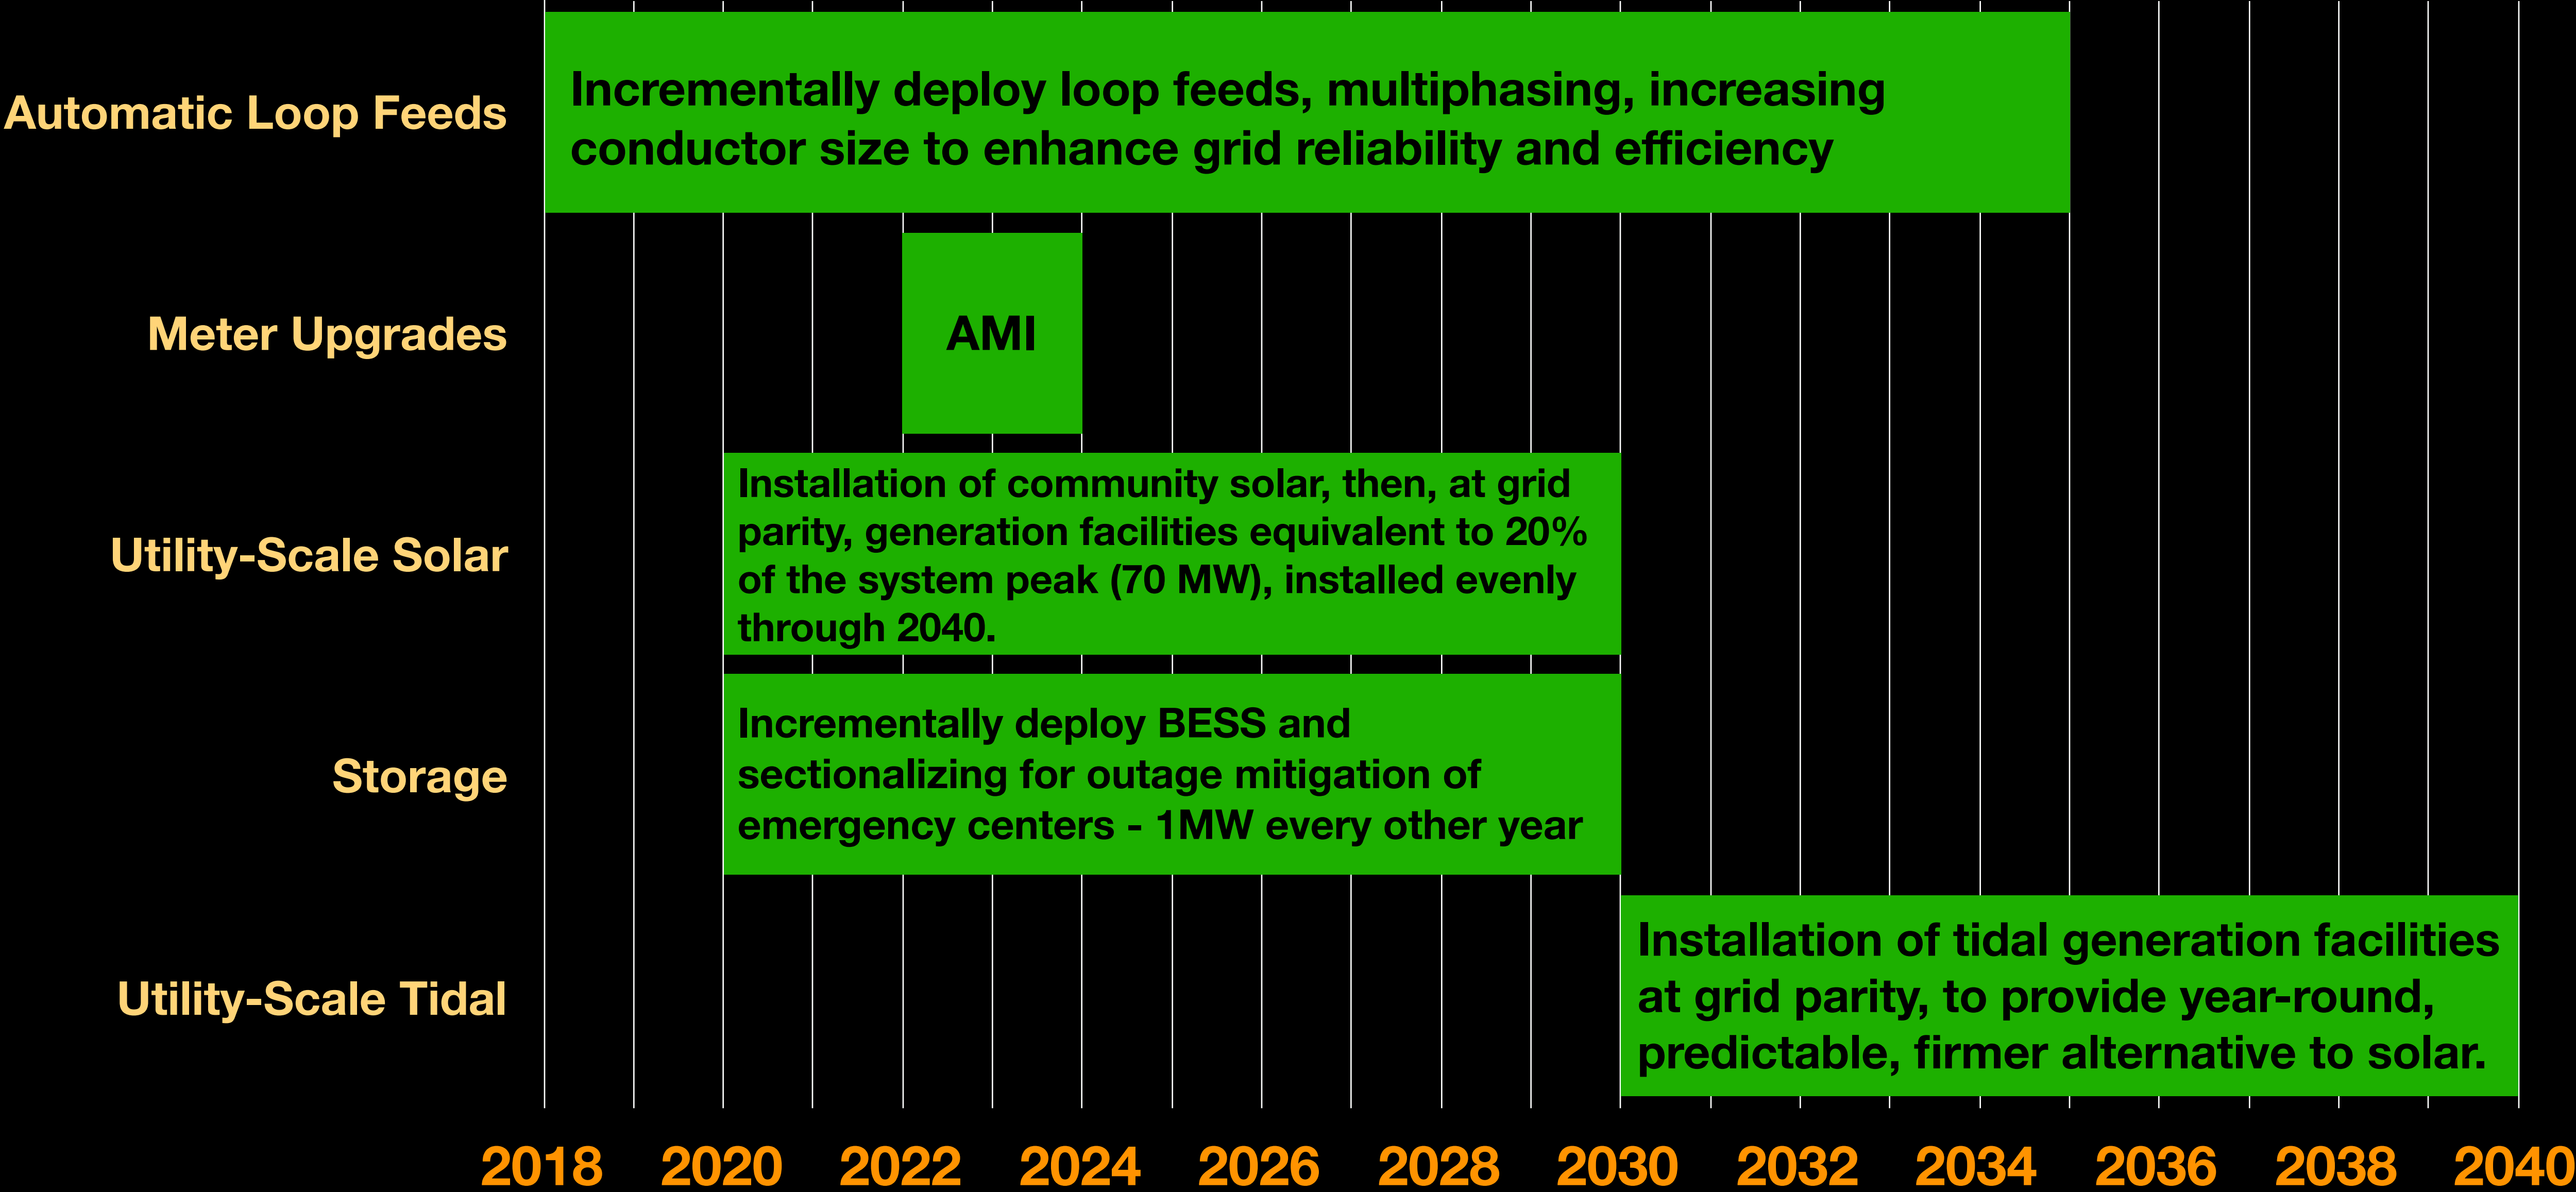 Automatic Loop Feeds
Incrementally deploy loop feeds, multiphasing, increasing
conductor size to enhance grid reliability and efficiency
Meter Upgrades
AMI
Utility-Scale Solar
Installation of community solar, then, at grid
parity, generation facilities equivalent to 20%
of the system peak (70 MW), installed evenly
through 2040.
Storage
Incrementally deploy BESS and
sectionalizing for outage mitigation of
emergency centers - 1MW every other year
Utility-Scale Tidal
Installation of tidal generation facilities
at grid parity, to provide year-round,
predictable, firmer alternative to solar.
2018 2020 2022 2024 2026 2028 2030 2032 2034 2036 2038 2040